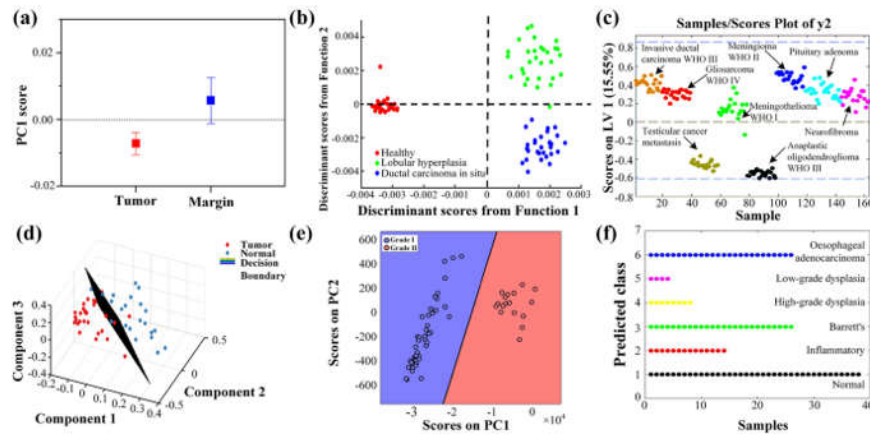 (a)
PC1 score
0.02
0.00
-0.02
Tumor
Margin
(b)
Discriminant scores from Function 2
0.004
0.002
0
-0.002
-0.004
Healthy
Lobular hyperplasia
Ductal carcinoma in situ
-0.004
-0.003
-0.002
-0.001
0
0.001
0.002
0.003
Discriminant scores from Function 1
(c)
Samples/Scores Plot of y2
Scores on LV 1 (15.55%)
0.8
0.6
0.4
0.2
0
-0.2
-0.4
-0.6
-0.8
Invasive ductal
carcinoma WHO III
Gliosarcoma
WHO IV
Meningioma
WHO II
Pituitary adenoma
Meningothelioma
WHO I
Neurofibroma
Testicular cancer
metastasis
Anaplastic
oligodendroglioma
WHO III
20
40
60
80
100
120
140
160
Sample
(d)
Tumor
Normal
Decision
Boundary
Component 3
0.4
0.2
0
-0.2
-0.4
-0.2
-0.1
0
0.1
0.2
0.3
0.4
Component 1
0.5
0
-0.5
Component 2
(e)
Grade I
Grade II
Scores on PC2
600
400
200
0
-200
-400
-600
-3
-2
-1
0
×10⁴
Scores on PC1
(f)
Predicted class
7
6
5
4
3
2
1
0
Oesophageal
adenocarcinoma
Low-grade dysplasia
High-grade dysplasia
Barrett's
Inflammatory
Normal
0
10
20
30
40
Samples